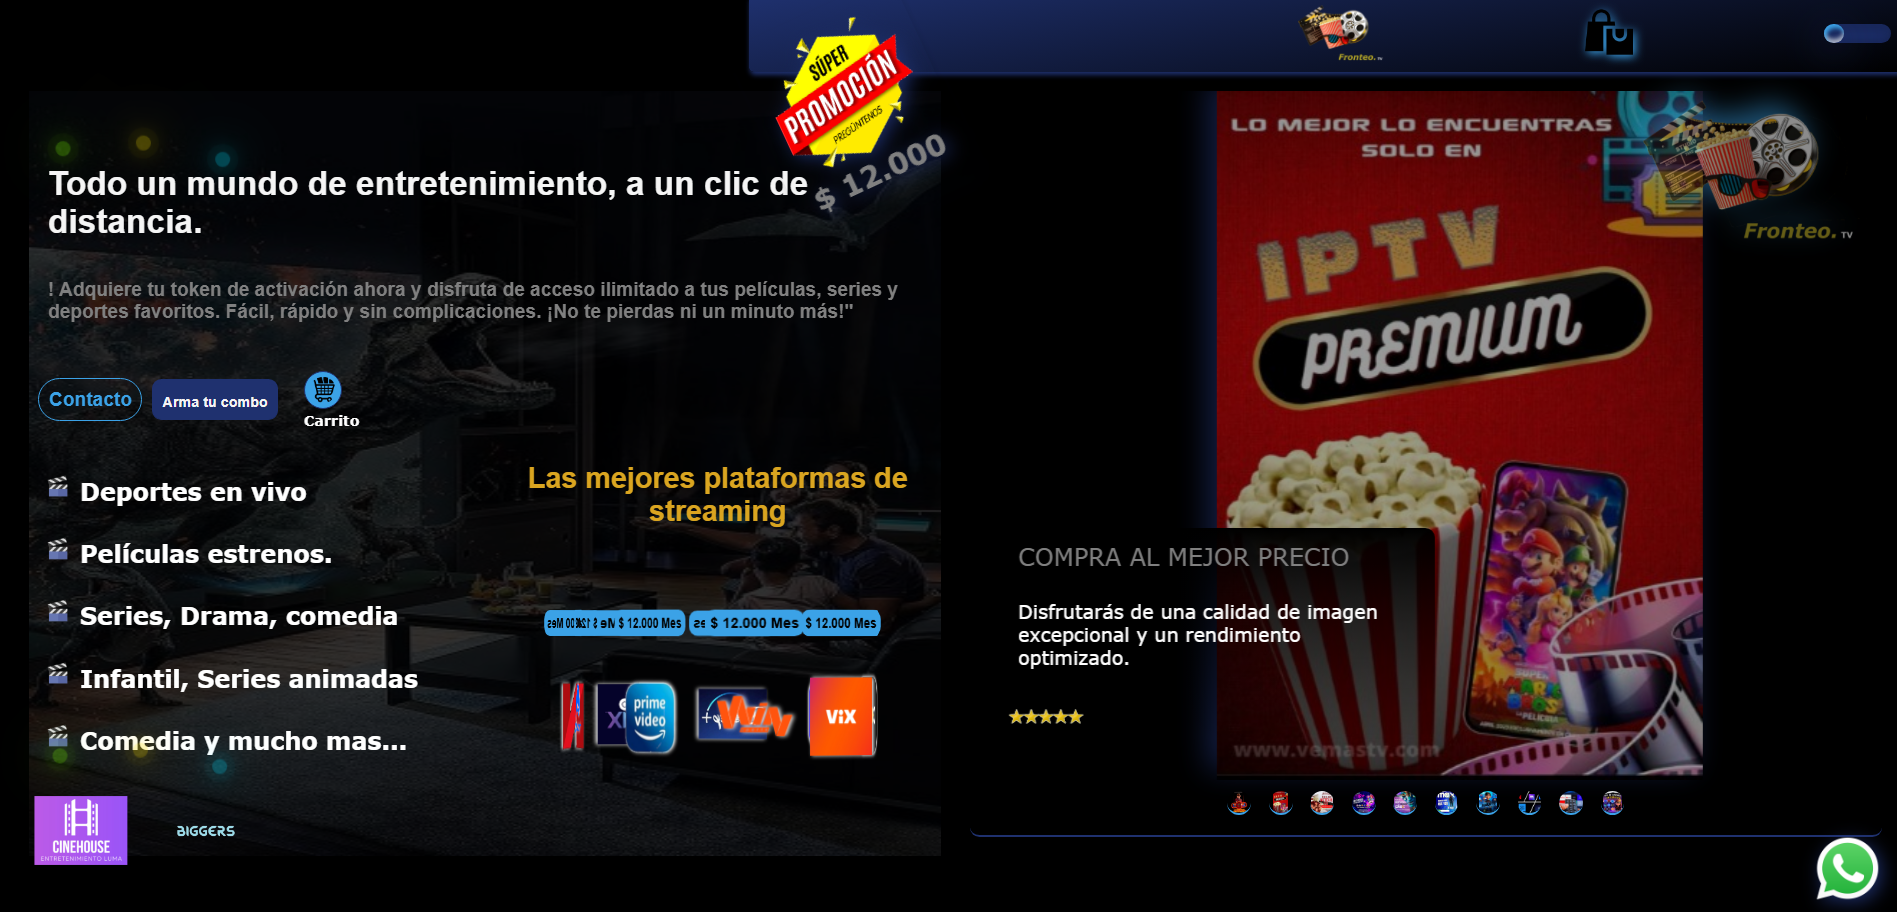 Fronteo. TV
SÚPER
PROMOCIÓN
PREGÚNTENOS
$ 12.000
Todo un mundo de entretenimiento, a un clic de
distancia.
! Adquiere tu token de activación ahora y disfruta de acceso ilimitado a tus películas, series y
deportes favoritos. Fácil, rápido y sin complicaciones. ¡No te pierdas ni un minuto más!"
Contacto
Arma tu combo
Carrito
Deportes en vivo
Películas estrenos.
Series, Drama, comedia
Infantil, Series animadas
Comedia y mucho mas...
Las mejores plataformas de
streaming
$ 12.000 Mes
$ 12.000 Mes
$ 12.000 Mes
prime
video
Win
ViX
CINEHOUSE
ENTRETENIMIENTO LUMA
BIGGERS
LO MEJOR LO ENCUENTRAS
SOLO EN
IPTV
PREMIUM
Fronteo. TV
COMPRA AL MEJOR PRECIO
Disfrutarás de una calidad de imagen
excepcional y un rendimiento
optimizado.
www.vemastv.com